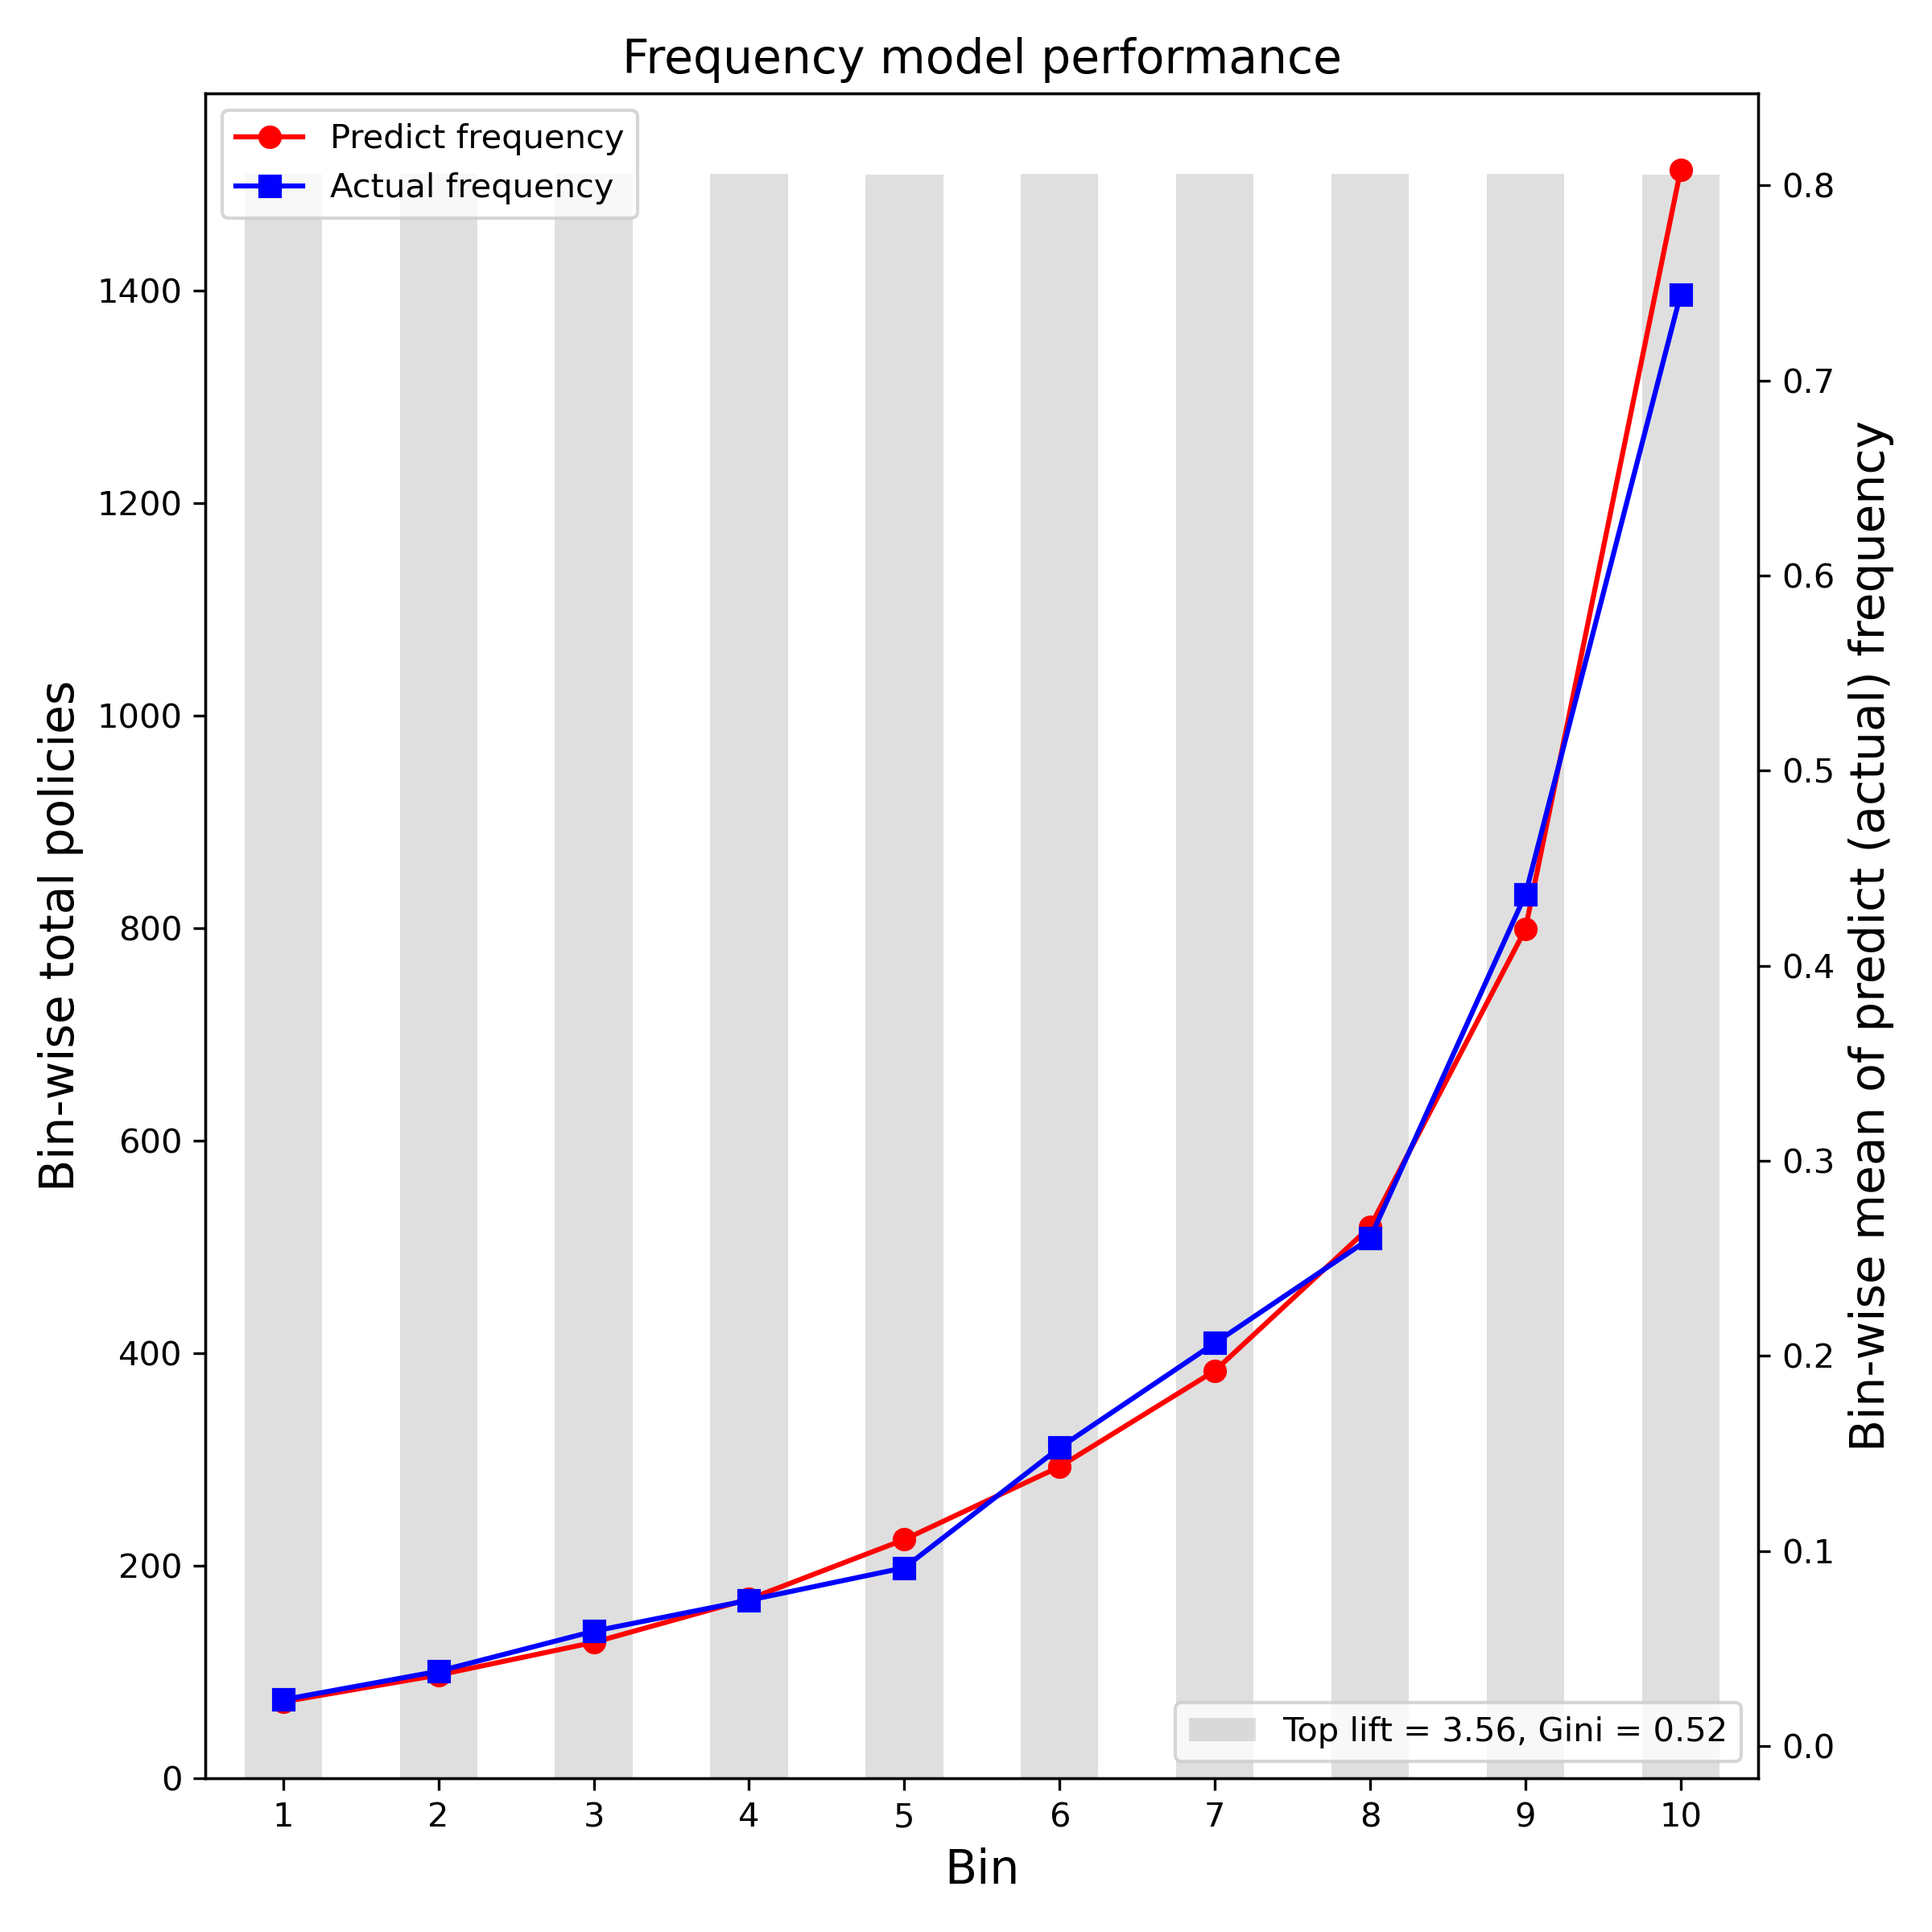 Frequency model performance
Predict frequency
Actual frequency
1400
1200
1000
800
600
400
200
0
Bin-wise total policies
0.8
0.7
0.6
0.5
0.4
0.3
0.2
0.1
0.0
Bin-wise mean of predict (actual) frequency
Top lift = 3.56, Gini = 0.52
1 2 3 4 5 6 7 8 9 10
Bin